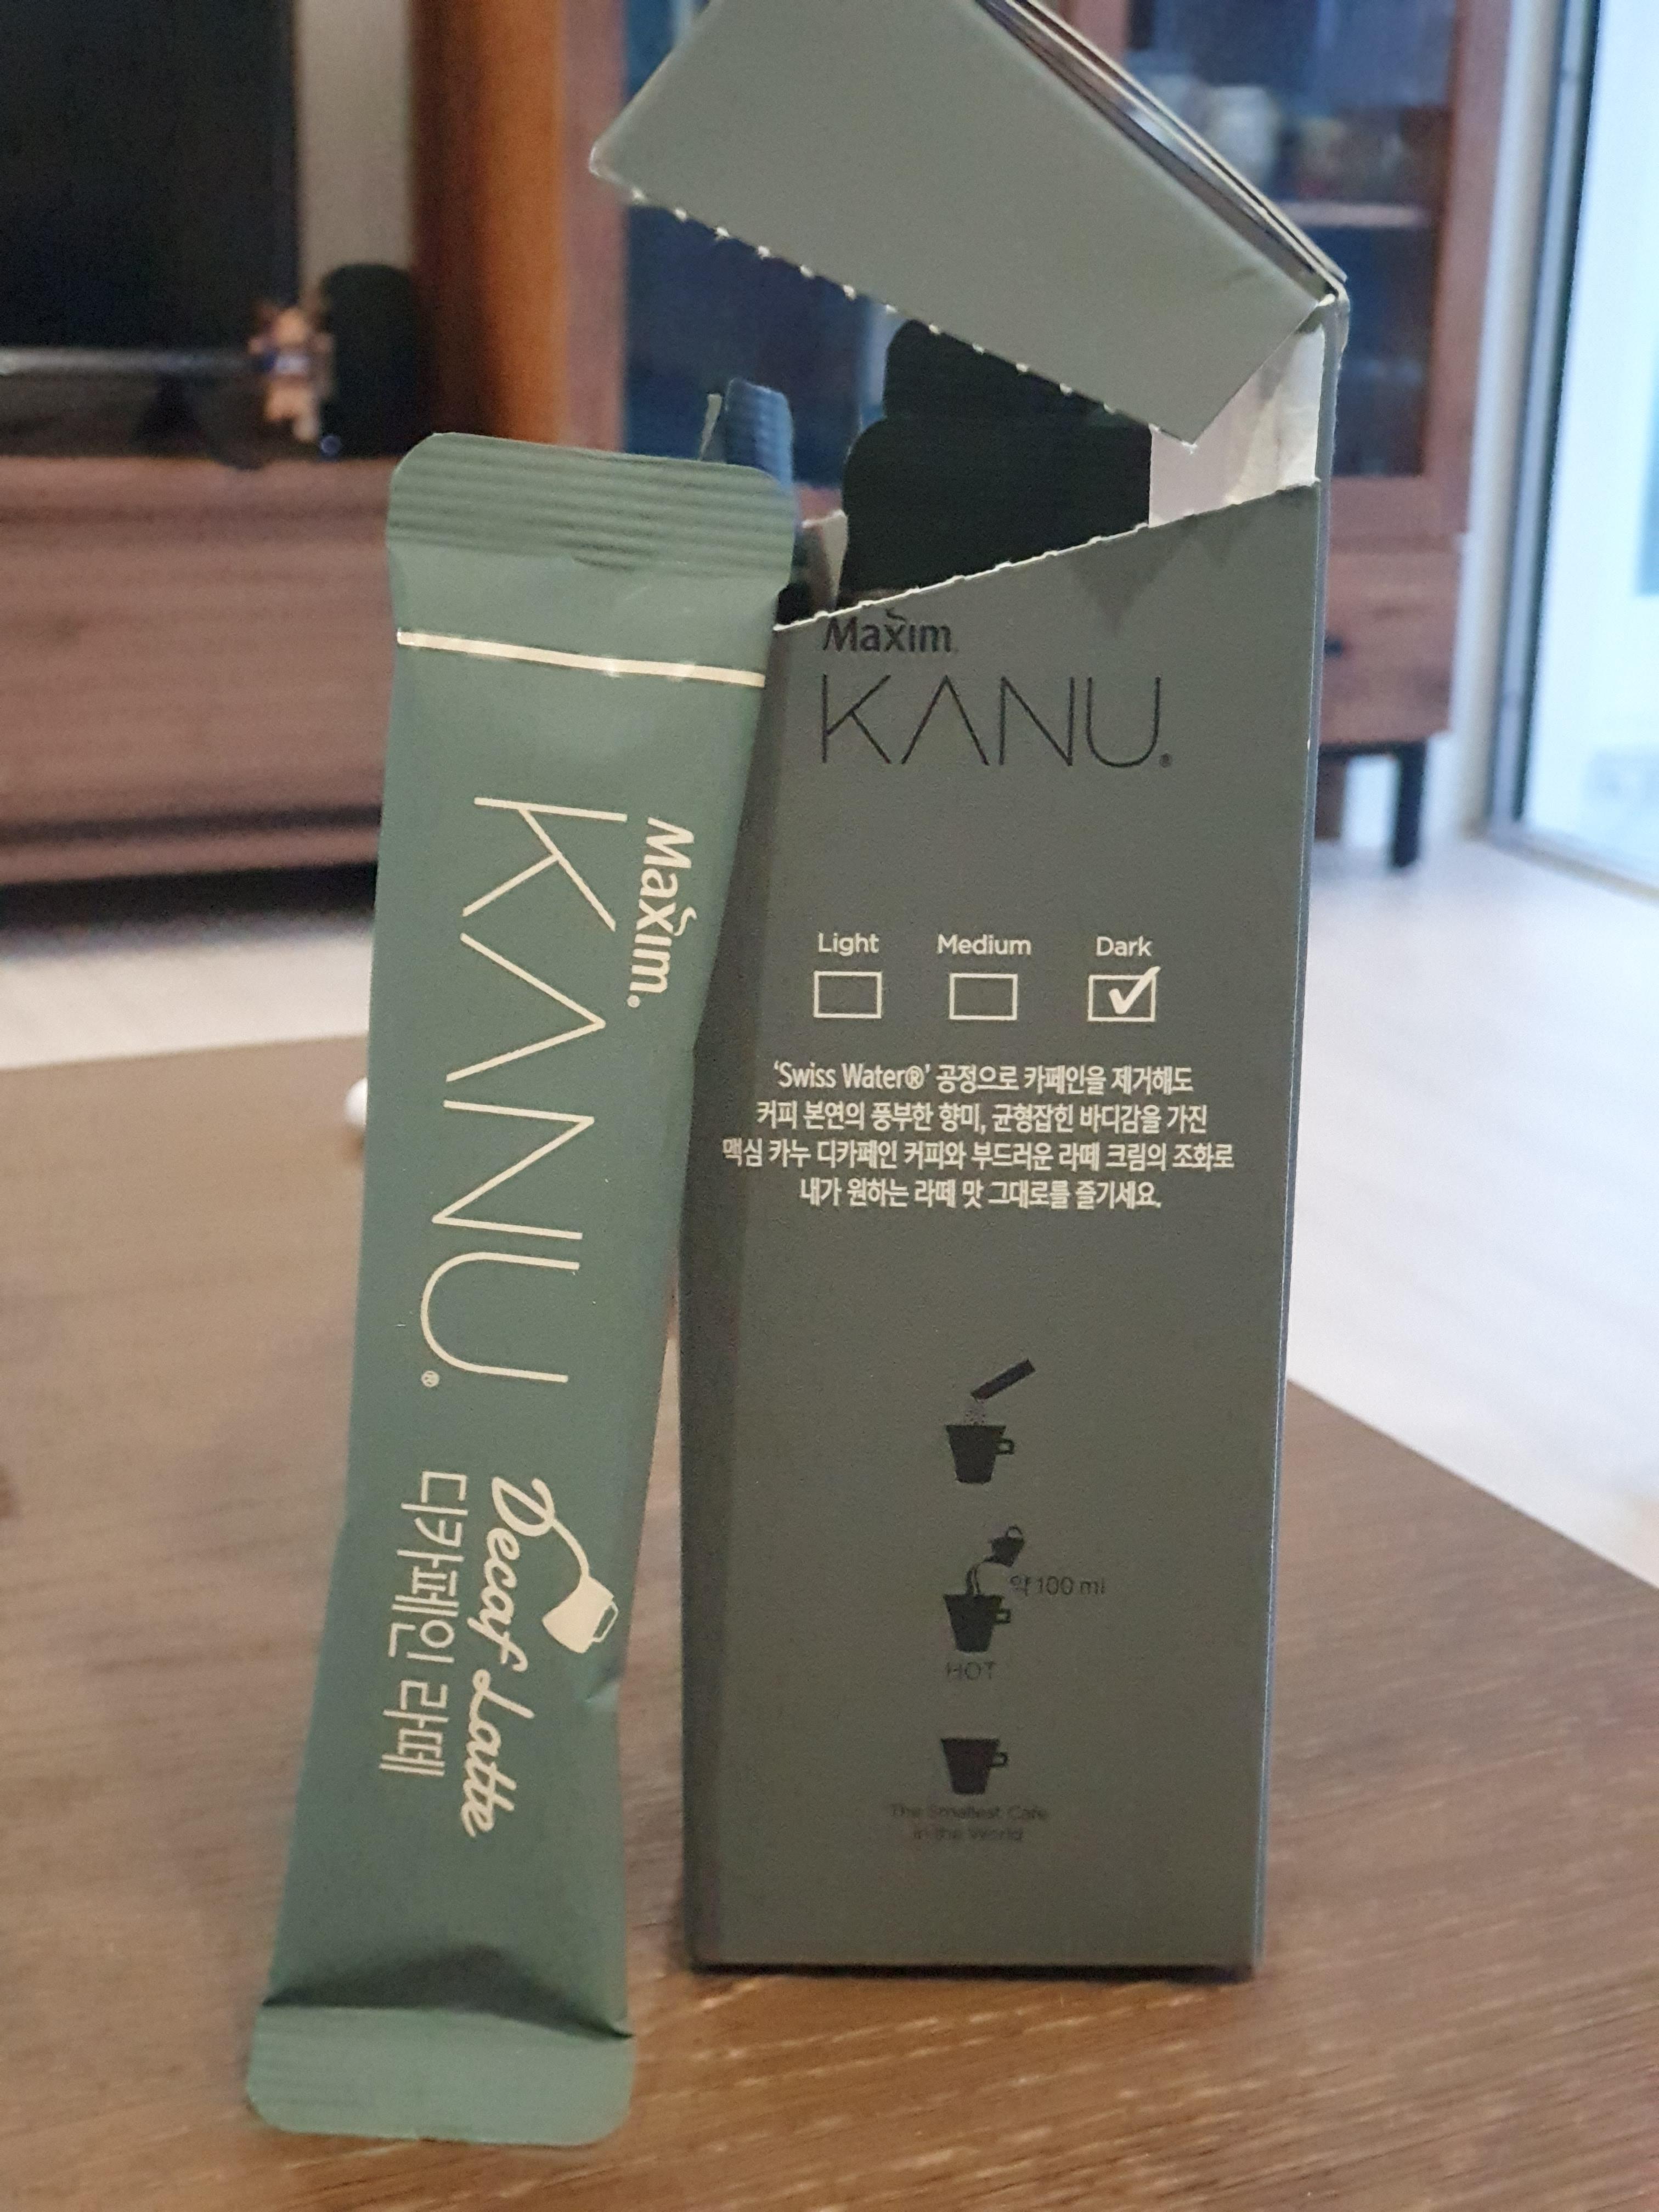 Maxim
KANU®
Decaf Latte
디카페인 라떼
Maxim
KANU®
Light Medium Dark
'Swiss Water®' 공정으로 카페인을 제거해도
커피 본연의 풍부한 향미, 균형잡힌 바디감을 가진
맥심 카누 디카페인 커피와 부드러운 라떼 크림의 조화로
내가 원하는 라떼 맛 그대로를 즐기세요.
약 100 ml
HOT
The Smallest Cafe
in the World